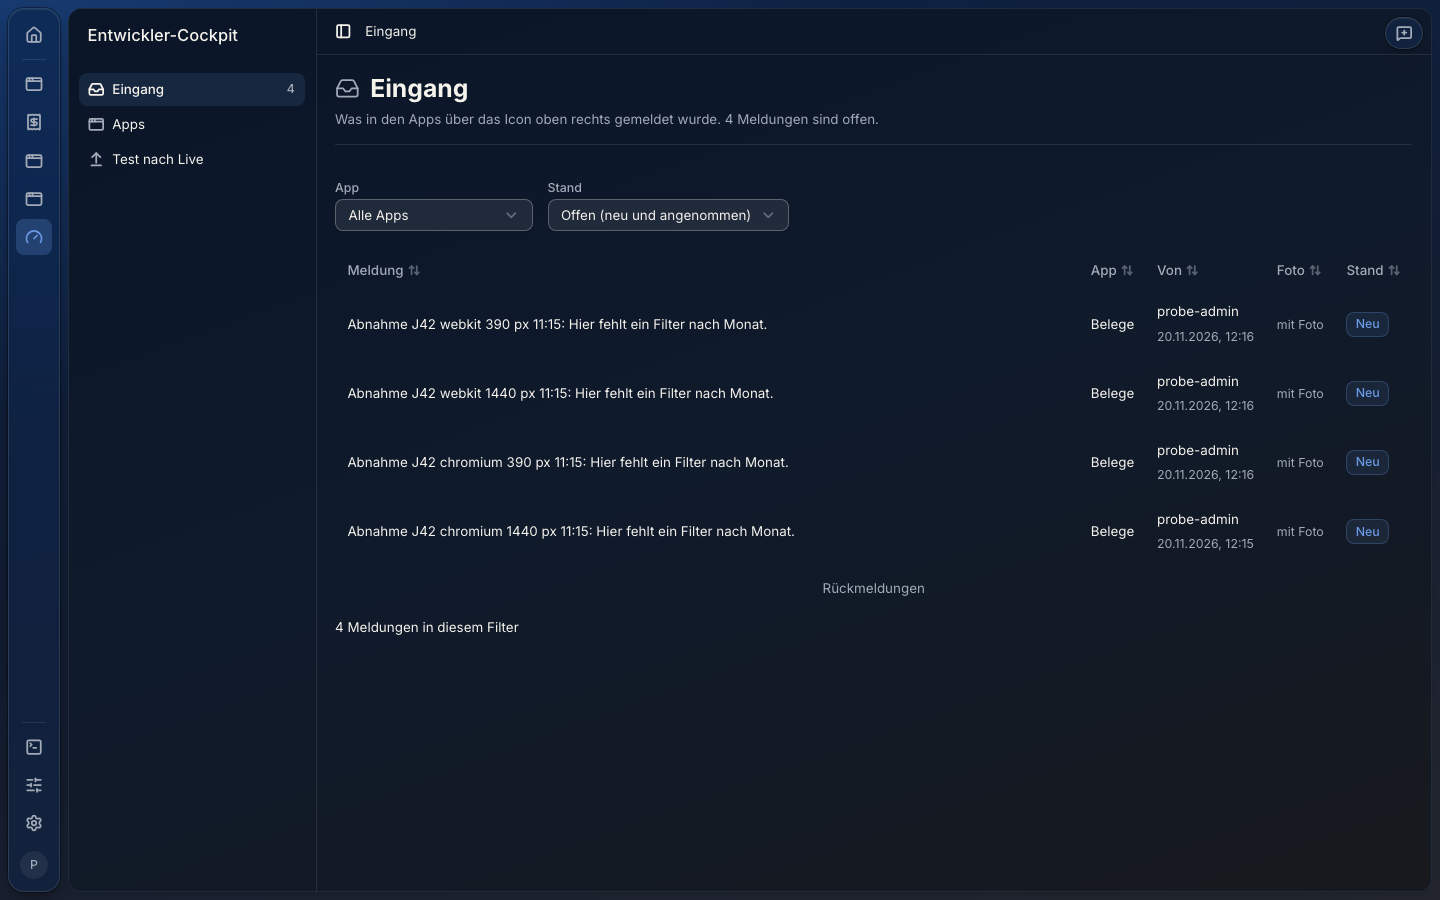 Entwickler-Cockpit
Eingang 4
Apps
Test nach Live
P
Eingang
Eingang
Was in den Apps über das Icon oben rechts gemeldet wurde. 4 Meldungen sind offen.
App Stand
Alle Apps Offen (neu und angenommen)
Meldung App Von Foto Stand
Abnahme J42 webkit 390 px 11:15: Hier fehlt ein Filter nach Monat. Belege probe-admin 20.11.2026, 12:16 mit Foto Neu
Abnahme J42 webkit 1440 px 11:15: Hier fehlt ein Filter nach Monat. Belege probe-admin 20.11.2026, 12:16 mit Foto Neu
Abnahme J42 chromium 390 px 11:15: Hier fehlt ein Filter nach Monat. Belege probe-admin 20.11.2026, 12:16 mit Foto Neu
Abnahme J42 chromium 1440 px 11:15: Hier fehlt ein Filter nach Monat. Belege probe-admin 20.11.2026, 12:15 mit Foto Neu
Rückmeldungen
4 Meldungen in diesem Filter